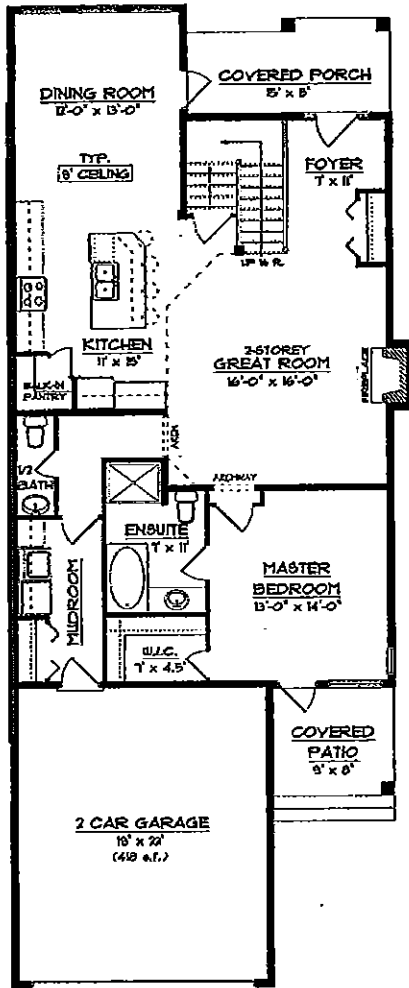 COVERED PORCH
15' x 8'
DINING ROOM
12'-0" x 13'-0"
TYP.
9' CEILING
FOYER
7' x 11'
UP 16 R.
KITCHEN
11' x 15'
2-STOREY
GREAT ROOM
16'-0" x 16'-0"
FIREPLACE
WALK-IN
PANTRY
ARCH
1/2
BATH
ARCHWAY
ENSUITE
9' x 11'
MASTER
BEDROOM
13'-0" x 14'-0"
MUDROOM
W.I.C.
7' x 4.5'
COVERED
PATIO
9' x 8'
2 CAR GARAGE
19' x 22'
(418 s.f.)